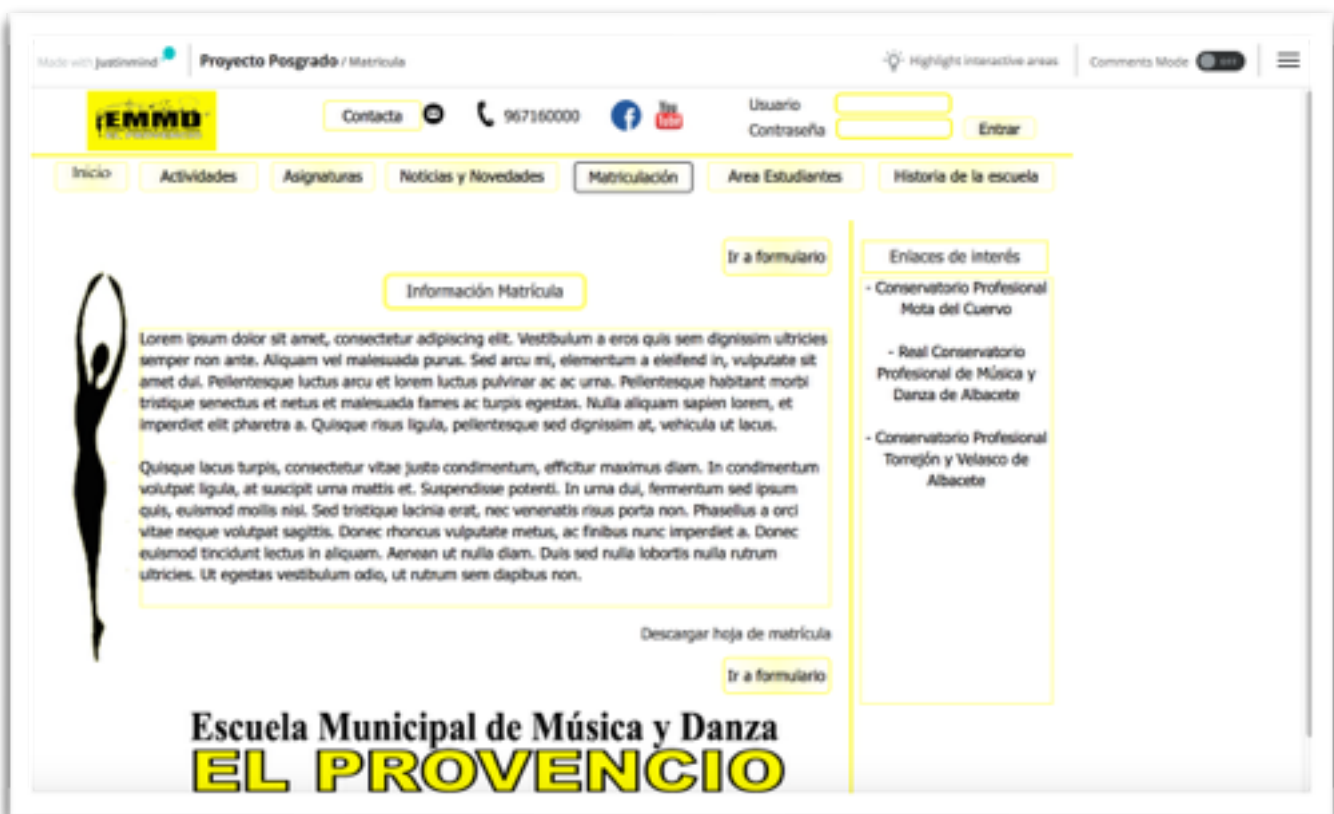 Made with Justinmind
Proyecto Posgrado / Matricula
Highlight interactive areas
Comments Mode
OFF
EMMD
Contacta
967160000
You
Tube
Usuario
Contraseña
Entrar
Inicio
Actividades
Asignaturas
Noticias y Novedades
Matriculación
Area Estudiantes
Historia de la escuela
Ir a formulario
Información Matrícula
Lorem ipsum dolor sit amet, consectetur adipiscing elit. Vestibulum a eros quis sem dignissim ultricies
semper non ante. Aliquam vel malesuada purus. Sed arcu mi, elementum a eleifend in, vulputate sit
amet dui. Pellentesque luctus arcu et lorem luctus pulvinar ac ac urna. Pellentesque habitant morbi
tristique senectus et netus et malesuada fames ac turpis egestas. Nulla aliquam sapien lorem, et
imperdiet elit pharetra a. Quisque risus ligula, pellentesque sed dignissim at, vehicula ut lacus.
Quisque lacus turpis, consectetur vitae justo condimentum, efficitur maximus diam. In condimentum
volutpat ligula, at suscipit urna mattis et. Suspendisse potenti. In urna dui, fermentum sed ipsum
quis, euismod mollis nisi. Sed tristique lacinia erat, nec venenatis risus porta non. Phasellus a orci
vitae neque volutpat sagittis. Donec rhoncus vulputate metus, ac finibus nunc imperdiet a. Donec
euismod tincidunt lectus in aliquam. Aenean ut nulla diam. Duis sed nulla lobortis nulla rutrum
ultricies. Ut egestas vestibulum odio, ut rutrum sem dapibus non.
Descargar hoja de matrícula
Ir a formulario
Enlaces de interés
- Conservatorio Profesional
Mota del Cuervo
- Real Conservatorio
Profesional de Música y
Danza de Albacete
- Conservatorio Profesional
Torrejón y Velasco de
Albacete
Escuela Municipal de Música y Danza
EL PROVENCIO